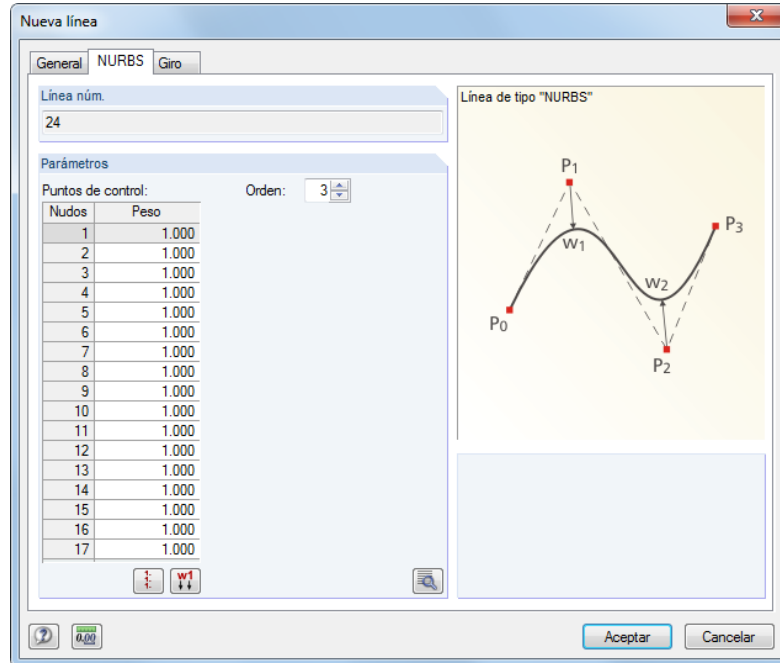 Nueva línea
General NURBS Giro
Línea núm.
24
Parámetros
Puntos de control: Orden: 3
Nudos Peso
1 1.000
2 1.000
3 1.000
4 1.000
5 1.000
6 1.000
7 1.000
8 1.000
9 1.000
10 1.000
11 1.000
12 1.000
13 1.000
14 1.000
15 1.000
16 1.000
17 1.000
w1
Línea de tipo "NURBS"
P1
P3
w1
w2
P0
P2
0.00
Aceptar Cancelar